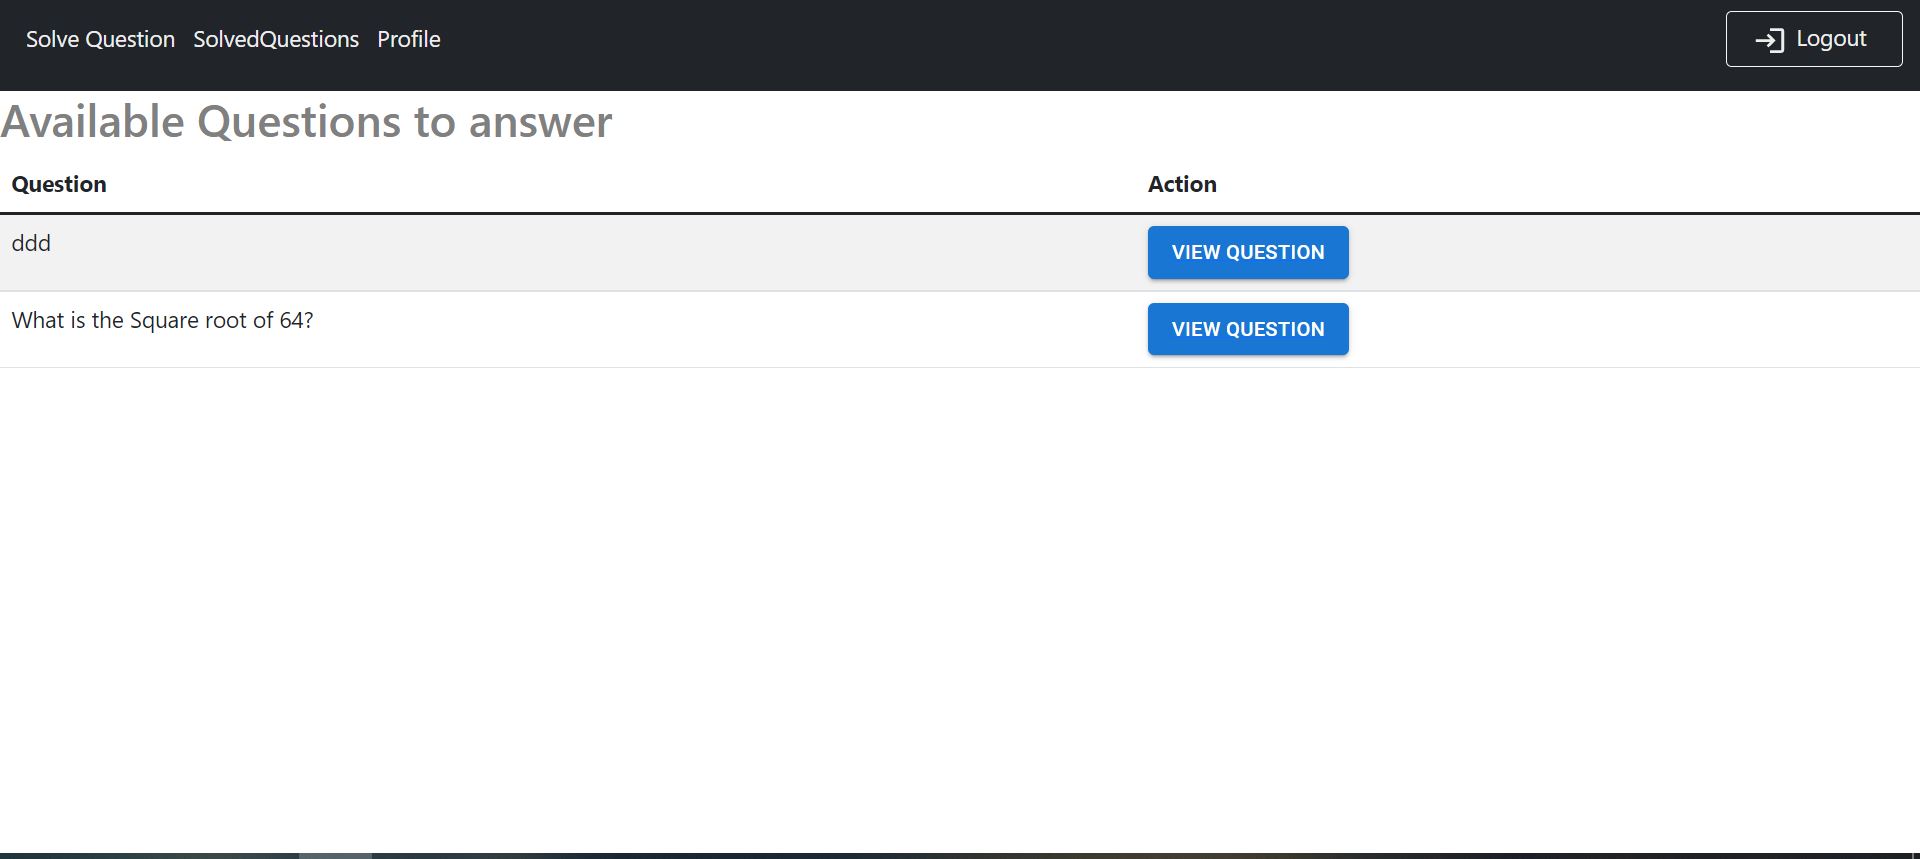 Solve Question SolvedQuestions Profile Logout
Available Questions to answer
Question Action
ddd VIEW QUESTION
What is the Square root of 64? VIEW QUESTION